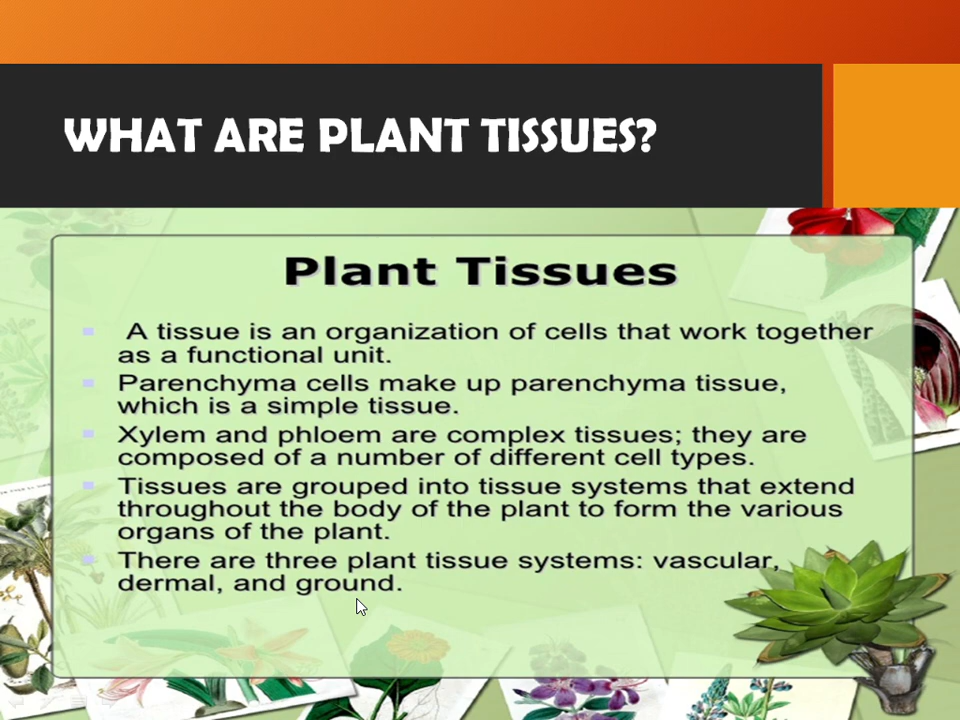 WHAT ARE PLANT TISSUES?
Plant Tissues
A tissue is an organization of cells that work together
as a functional unit.
Parenchyma cells make up parenchyma tissue,
which is a simple tissue.
Xylem and phloem are complex tissues; they are
composed of a number of different cell types.
Tissues are grouped into tissue systems that extend
throughout the body of the plant to form the various
organs of the plant.
There are three plant tissue systems: vascular,
dermal, and ground.